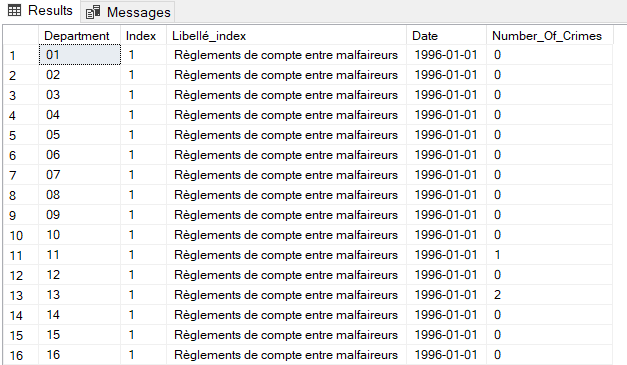 Results Messages
Department Index Libellé_index Date Number_Of_Crimes
1 01 1 Règlements de compte entre malfaireurs 1996-01-01 0
2 02 1 Règlements de compte entre malfaireurs 1996-01-01 0
3 03 1 Règlements de compte entre malfaireurs 1996-01-01 0
4 04 1 Règlements de compte entre malfaireurs 1996-01-01 0
5 05 1 Règlements de compte entre malfaireurs 1996-01-01 0
6 06 1 Règlements de compte entre malfaireurs 1996-01-01 0
7 07 1 Règlements de compte entre malfaireurs 1996-01-01 0
8 08 1 Règlements de compte entre malfaireurs 1996-01-01 0
9 09 1 Règlements de compte entre malfaireurs 1996-01-01 0
10 10 1 Règlements de compte entre malfaireurs 1996-01-01 0
11 11 1 Règlements de compte entre malfaireurs 1996-01-01 1
12 12 1 Règlements de compte entre malfaireurs 1996-01-01 0
13 13 1 Règlements de compte entre malfaireurs 1996-01-01 2
14 14 1 Règlements de compte entre malfaireurs 1996-01-01 0
15 15 1 Règlements de compte entre malfaireurs 1996-01-01 0
16 16 1 Règlements de compte entre malfaireurs 1996-01-01 0